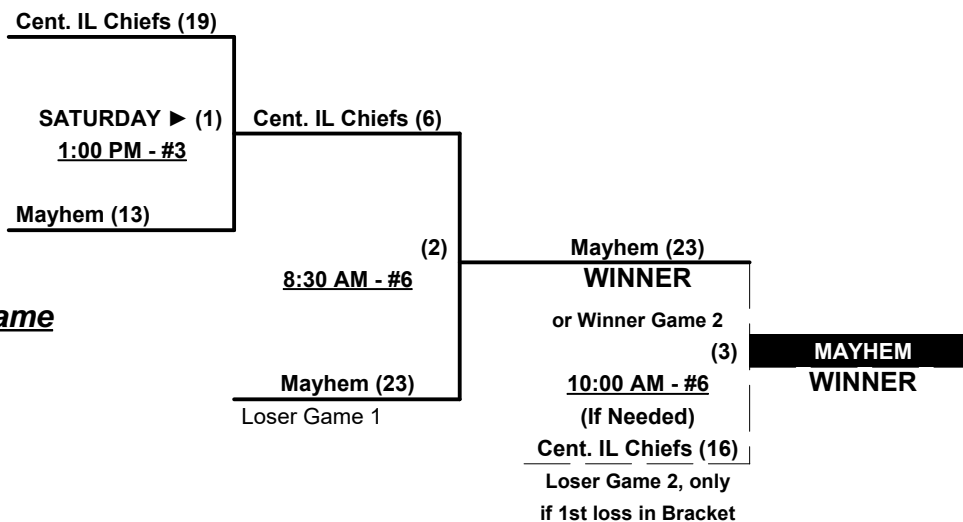 Cent. IL Chiefs (19)
SATURDAY ► (1)
1:00 PM - #3
Mayhem (13)
Cent. IL Chiefs (6)
(2)
8:30 AM - #6
ame
Mayhem (23)
Loser Game 1
Mayhem (23)
WINNER
or Winner Game 2
(3)
10:00 AM - #6
(If Needed)
Cent. IL Chiefs (16)
Loser Game 2, only
if 1st loss in Bracket
MAYHEM
WINNER